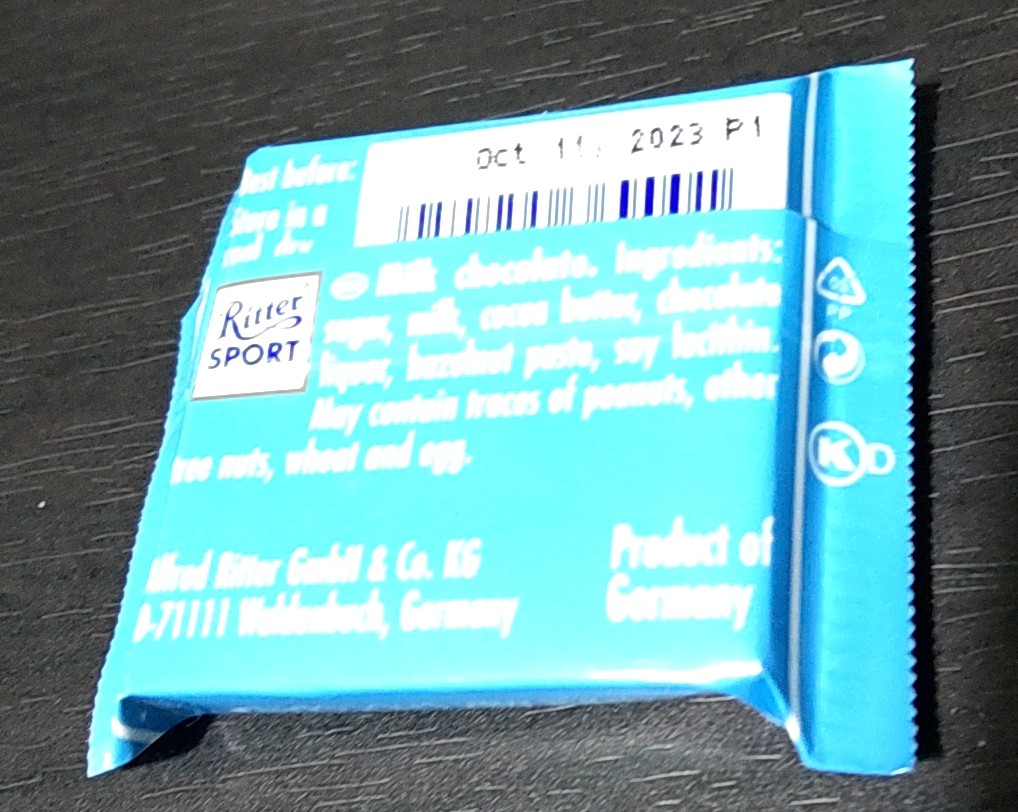 Best before:
Oct 11, 2023 P1
Store in a
cool dry
Ritter
SPORT
Milk chocolate. Ingredients:
sugar, milk, cocoa butter, chocolate
liquor, hazelnut paste, soy lecithin.
May contain traces of peanuts, other
tree nuts, wheat and egg.
Alfred Ritter GmbH & Co. KG
D-71111 Waldenbuch, Germany
Product of
Germany
PP
K D